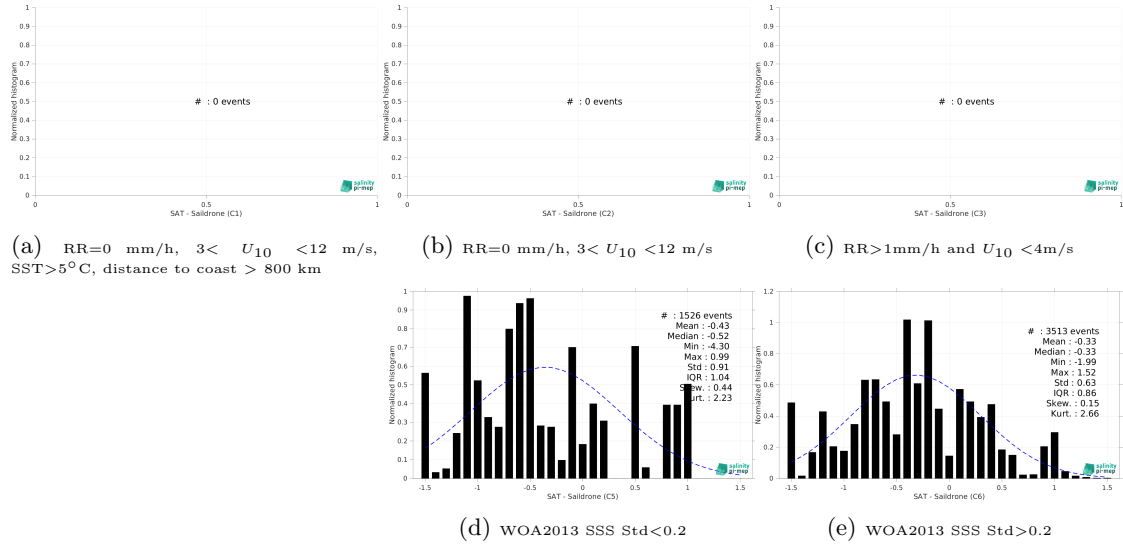 1
0.9
0.8
0.7
0.6
0.5
0.4
0.3
0.2
0.1
0
Normalized histogram
# : 0 events
salinity
pi-mep
0 0.5 1
SAT - Saildrone (C1)
(a) RR=0 mm/h, 3< U10 <12 m/s,
SST>5°C, distance to coast > 800 km
1
0.9
0.8
0.7
0.6
0.5
0.4
0.3
0.2
0.1
0
Normalized histogram
# : 0 events
salinity
pi-mep
0 0.5 1
SAT - Saildrone (C2)
(b) RR=0 mm/h, 3< U10 <12 m/s
1
0.9
0.8
0.7
0.6
0.5
0.4
0.3
0.2
0.1
0
Normalized histogram
# : 0 events
salinity
pi-mep
0 0.5 1
SAT - Saildrone (C3)
(c) RR>1mm/h and U10 <4m/s
1
0.9
0.8
0.7
0.6
0.5
0.4
0.3
0.2
0.1
0
Normalized histogram
# : 1526 events
Mean : -0.43
Median : -0.52
Min : -4.30
Max : 0.99
Std : 0.91
IQR : 1.04
Skew. : 0.44
Kurt. : 2.23
salinity
pi-mep
-1.5 -1 -0.5 0 0.5 1 1.5
SAT - Saildrone (C5)
(d) WOA2013 SSS Std<0.2
1.2
1
0.8
0.6
0.4
0.2
0
Normalized histogram
# : 3513 events
Mean : -0.33
Median : -0.33
Min : -1.99
Max : 1.52
Std : 0.63
IQR : 0.86
Skew. : 0.15
Kurt. : 2.66
salinity
pi-mep
-1.5 -1 -0.5 0 0.5 1 1.5
SAT - Saildrone (C6)
(e) WOA2013 SSS Std>0.2